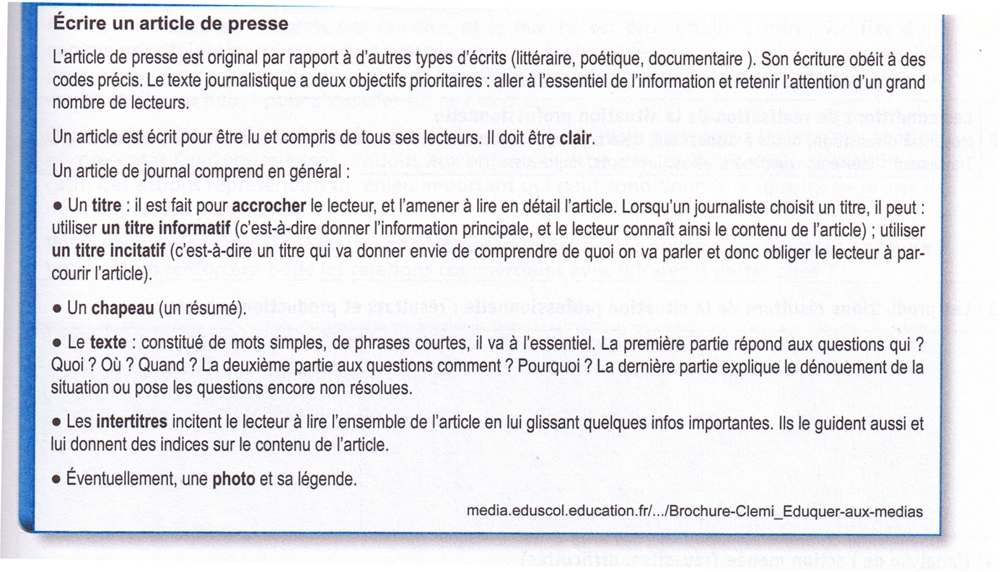 Écrire un article de presse
L'article de presse est original par rapport à d'autres types d'écrits (littéraire, poétique, documentaire ). Son écriture obéit à des
codes précis. Le texte journalistique a deux objectifs prioritaires : aller à l'essentiel de l'information et retenir l'attention d'un grand
nombre de lecteurs.
Un article est écrit pour être lu et compris de tous ses lecteurs. Il doit être clair.
Un article de journal comprend en général :
● Un titre : il est fait pour accrocher le lecteur, et l'amener à lire en détail l'article. Lorsqu'un journaliste choisit un titre, il peut :
utiliser un titre informatif (c'est-à-dire donner l'information principale, et le lecteur connaît ainsi le contenu de l'article) ; utiliser
un titre incitatif (c'est-à-dire un titre qui va donner envie de comprendre de quoi on va parler et donc obliger le lecteur à par-
courir l'article).
● Un chapeau (un résumé).
● Le texte : constitué de mots simples, de phrases courtes, il va à l'essentiel. La première partie répond aux questions qui ?
Quoi ? Où ? Quand ? La deuxième partie aux questions comment ? Pourquoi ? La dernière partie explique le dénouement de la
situation ou pose les questions encore non résolues.
● Les intertitres incitent le lecteur à lire l'ensemble de l'article en lui glissant quelques infos importantes. Ils le guident aussi et
lui donnent des indices sur le contenu de l'article.
● Éventuellement, une photo et sa légende.
media.eduscol.education.fr/.../Brochure-Clemi_Eduquer-aux-medias